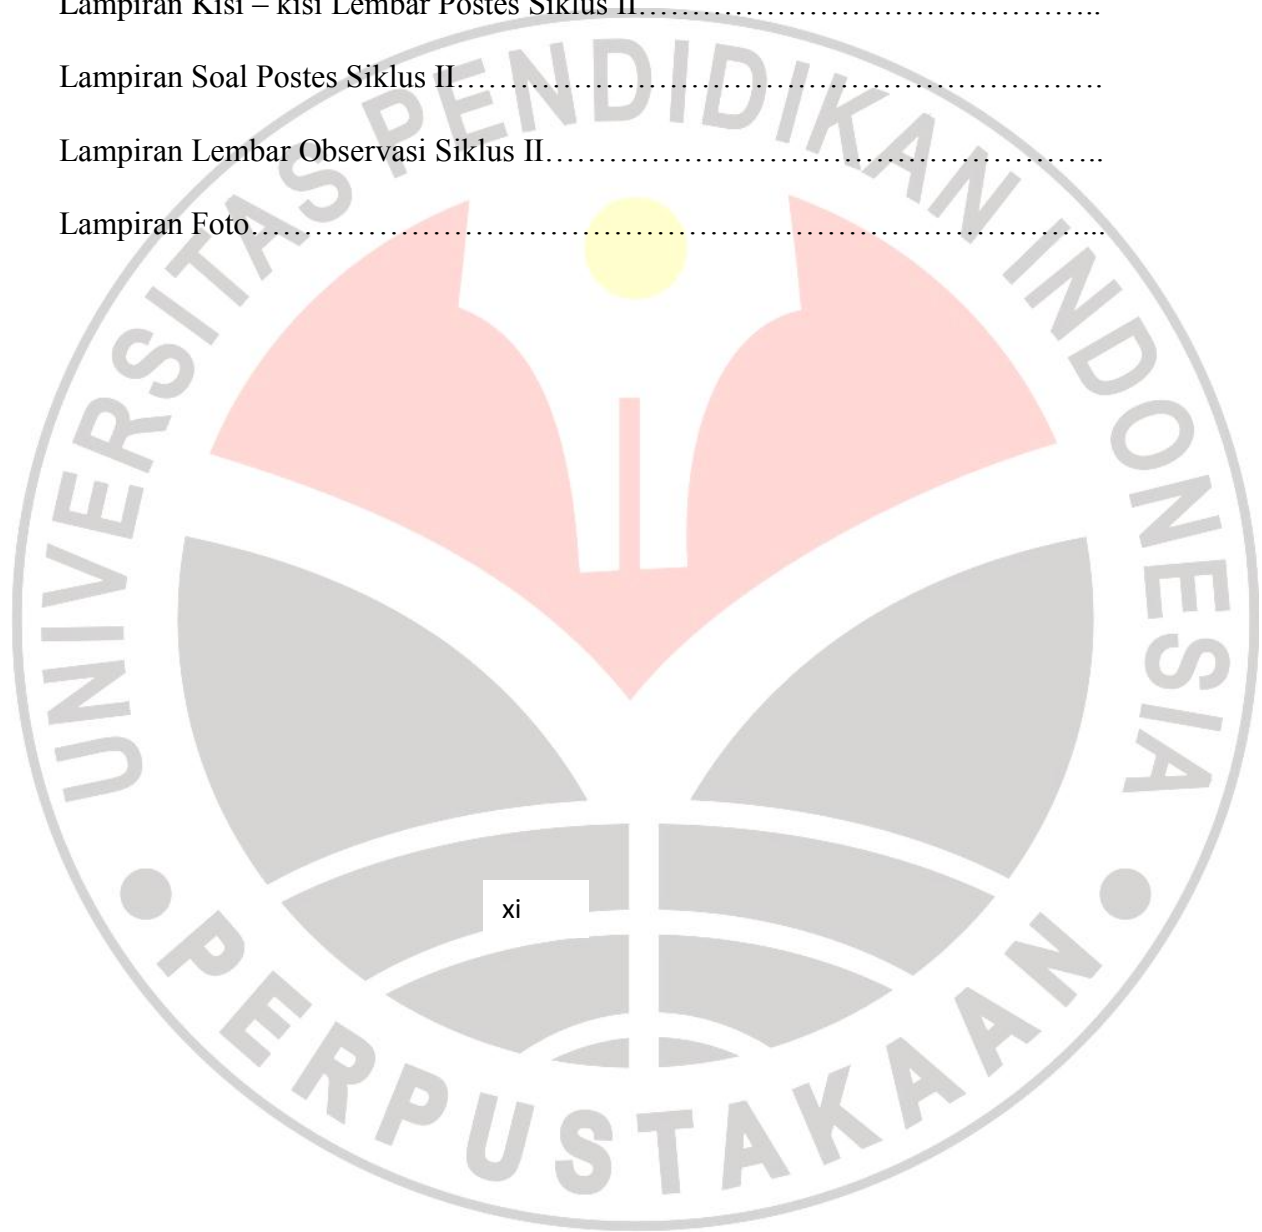 Lampiran Kisi – kisi Lembar Postes Siklus II……………………………………..
Lampiran Soal Postes Siklus II…………………………………………………….
Lampiran Lembar Observasi Siklus II……………………………………………..
Lampiran Foto……………………………………………………………………...
UNIVERSITAS PENDIDIKAN INDONESIA
xi
PERPUSTAKAAN